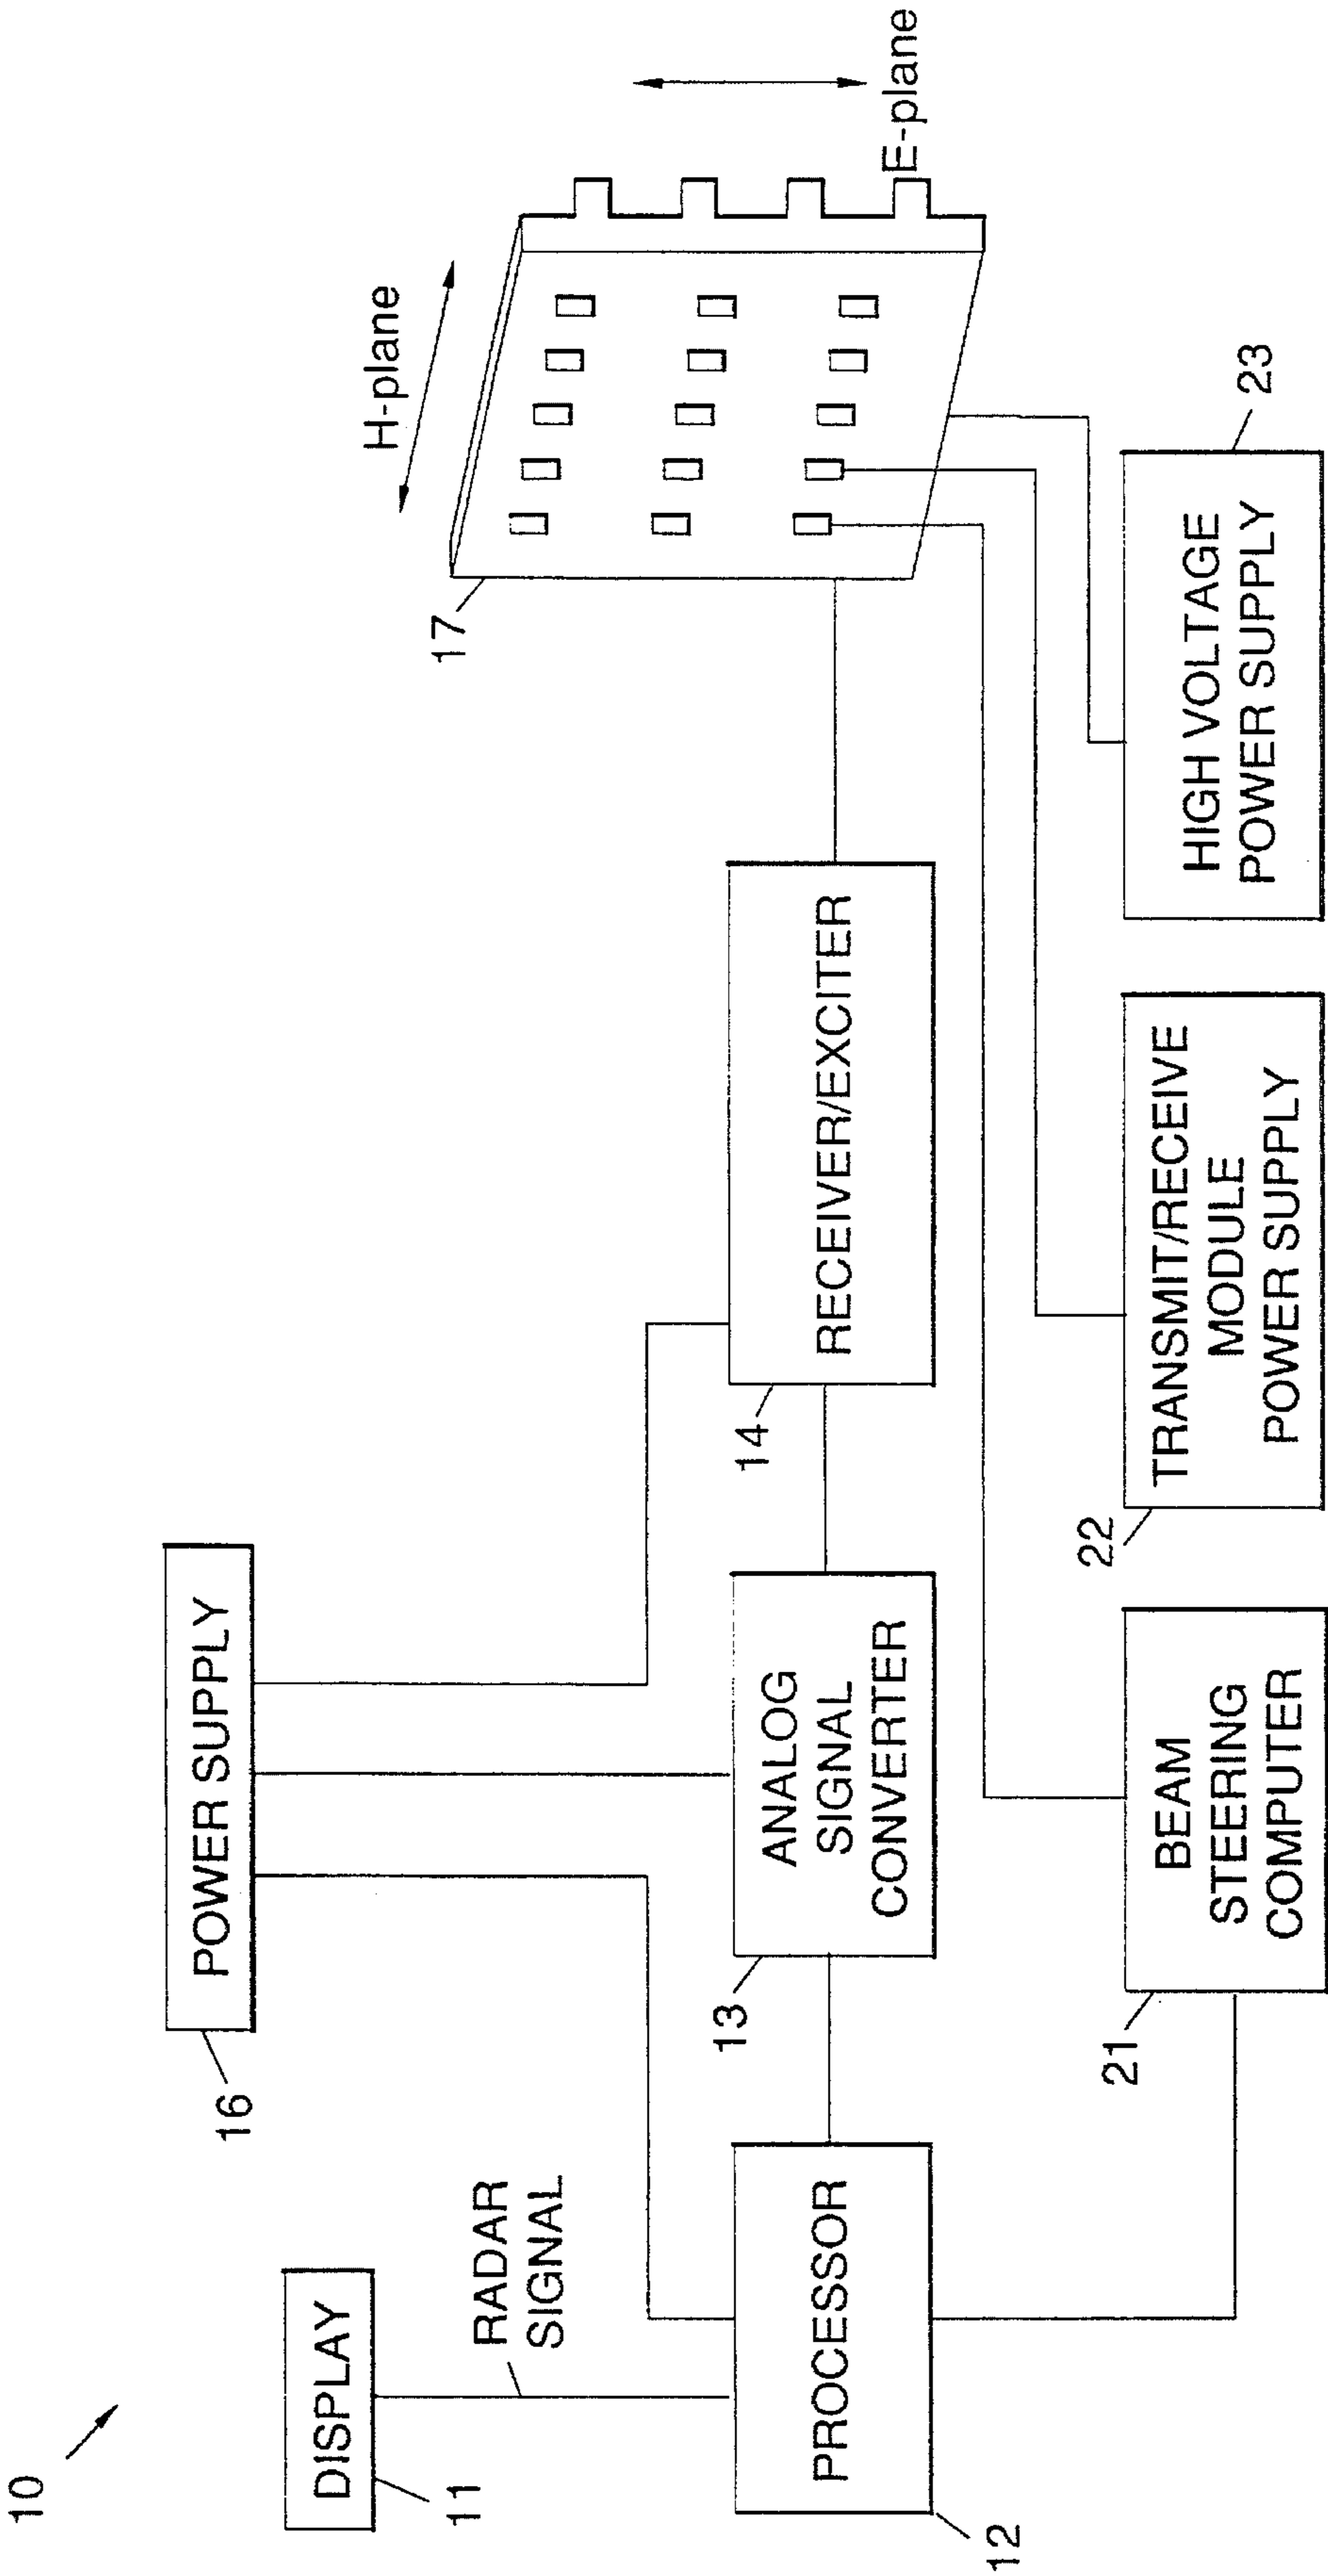 10
DISPLAY
11
RADAR
SIGNAL
16
POWER SUPPLY
H-plane
17
E-plane
PROCESSOR
12
13
ANALOG
SIGNAL
CONVERTER
14
RECEIVER/EXCITER
21
BEAM
STEERING
COMPUTER
22
TRANSMIT/RECEIVE
MODULE
POWER SUPPLY
HIGH VOLTAGE
POWER SUPPLY
23